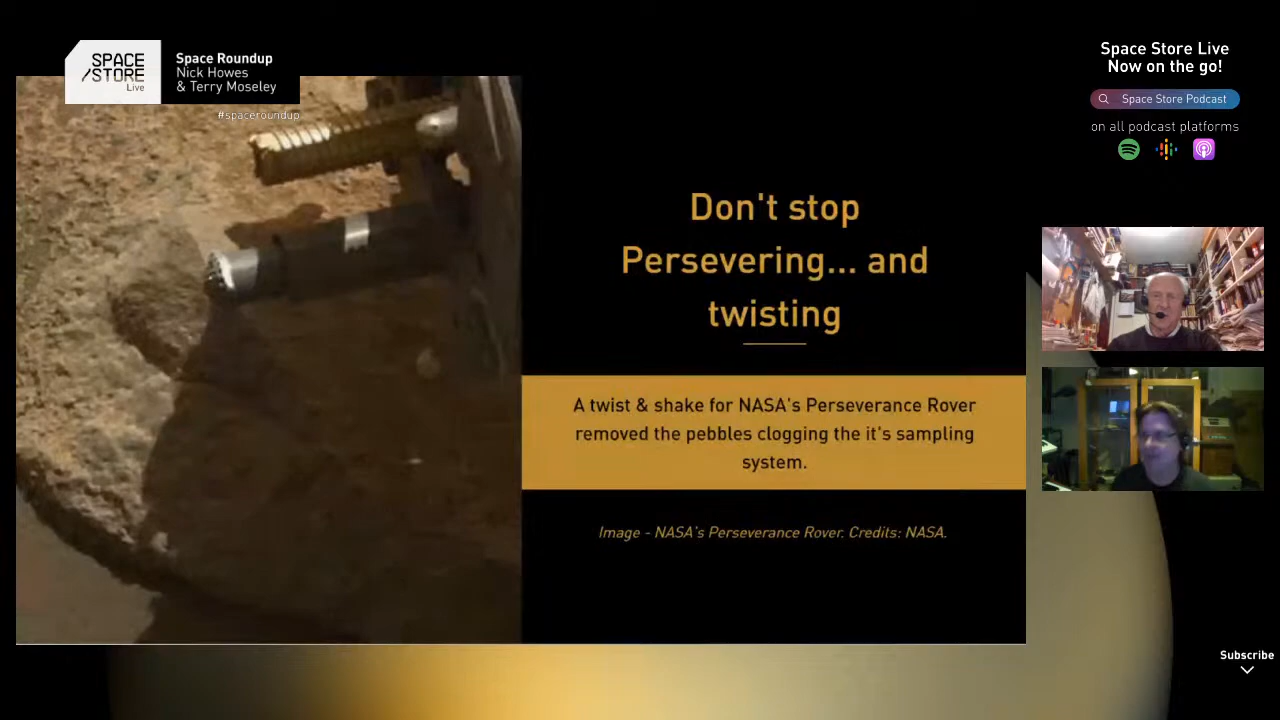 SPACE
/STORE
Live
Space Roundup
Nick Howes
& Terry Moseley
#spaceroundup
Don't stop
Persevering... and
twisting
A twist & shake for NASA's Perseverance Rover
removed the pebbles clogging the it's sampling
system.
Image - NASA's Perseverance Rover. Credits: NASA.
Space Store Live
Now on the go!
Space Store Podcast
on all podcast platforms
Subscribe